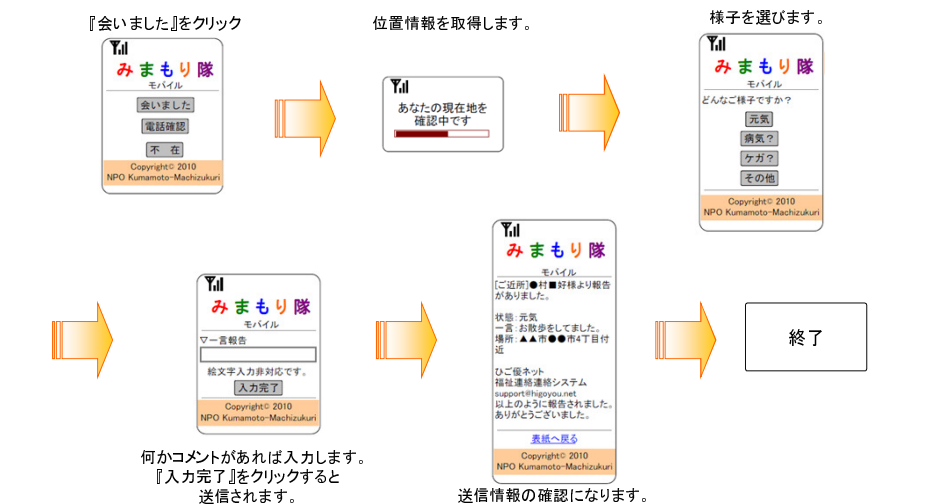 『会いました』をクリック
みまもり隊
モバイル
会いました
電話確認
不　在
Copyright© 2010
NPO Kumamoto-Machizukuri
位置情報を取得します。
あなたの現在地を
確認中です
様子を選びます。
みまもり隊
モバイル
どんなご様子ですか？
元気
病気？
ケガ？
その他
Copyright© 2010
NPO Kumamoto-Machizukuri
みまもり隊
モバイル
▽一言報告
絵文字入力非対応です。
入力完了
Copyright© 2010
NPO Kumamoto-Machizukuri
何かコメントがあれば入力します。
『入力完了』をクリックすると
送信されます。
みまもり隊
モバイル
[ご近所]●村■好様より報告
がありました。
状態：元気
一言：お散歩をしてました。
場所：▲▲市●●市4丁目付
近
ひご優ネット
福祉連絡連絡システム
support@higoyou.net
以上のように報告されました。
ありがとうございました。
表紙へ戻る
Copyright© 2010
NPO Kumamoto-Machizukuri
送信情報の確認になります。
終了